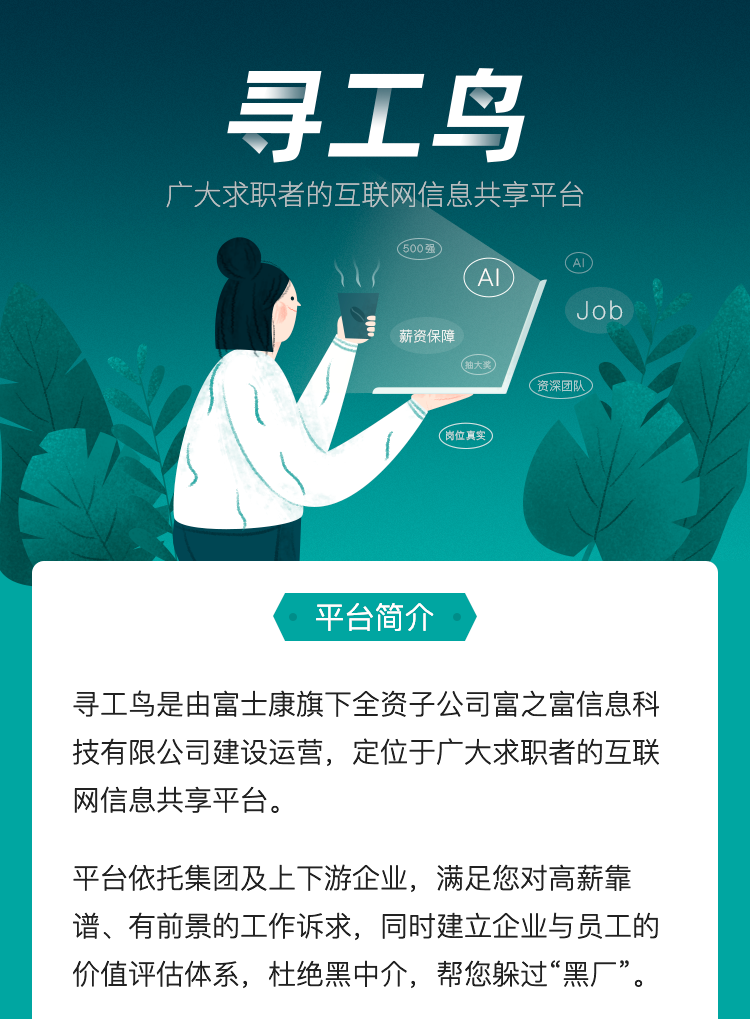 寻工鸟
广大求职者的互联网信息共享平台
500强
AI
AI
Job
薪资保障
抽大奖
资深团队
岗位真实
平台简介
寻工鸟是由富士康旗下全资子公司富之富信息科
技有限公司建设运营，定位于广大求职者的互联
网信息共享平台。
平台依托集团及上下游企业，满足您对高薪靠
谱、有前景的工作诉求，同时建立企业与员工的
价值评估体系，杜绝黑中介，帮您躲过“黑厂”。